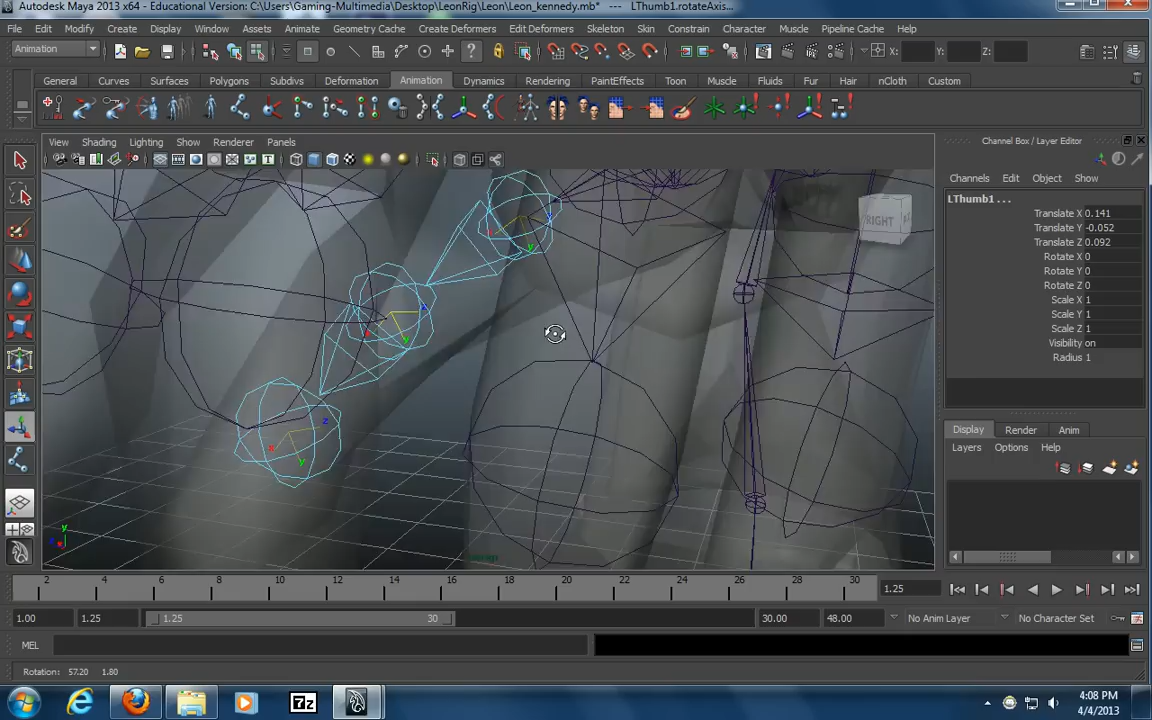 Autodesk Maya 2013 x64 - Educational Version: C:\Users\Gaming-Multimedia\Desktop\LeonRig\Leon\Leon_kennedy.mb* --- LThumb1.rotateAxis...
File Edit Modify Create Display Window Assets Animate Geometry Cache Create Deformers Edit Deformers Skeleton Skin Constrain Character Muscle Pipeline Cache Help
Animation X: Y: Z:
General Curves Surfaces Polygons Subdivs Deformation Animation Dynamics Rendering PaintEffects Toon Muscle Fluids Fur Hair nCloth Custom
View Shading Lighting Show Renderer Panels
Channel Box / Layer Editor
Channels Edit Object Show
LThumb1 . . .
Translate X 0.141
Translate Y -0.052
Translate Z 0.092
Rotate X 0
Rotate Y 0
Rotate Z 0
Scale X 1
Scale Y 1
Scale Z 1
Visibility on
Radius 1
RIGHT
y
z
x
y
x
z
y
y
Display Render Anim
Layers Options Help
2 4 6 8 10 12 14 16 18 20 22 24 26 28 30
1.25
1.00 1.25 1.25 30 30.00 48.00 No Anim Layer No Character Set
MEL
Rotation: 57.20 1.80
7z
4:08 PM
4/4/2013